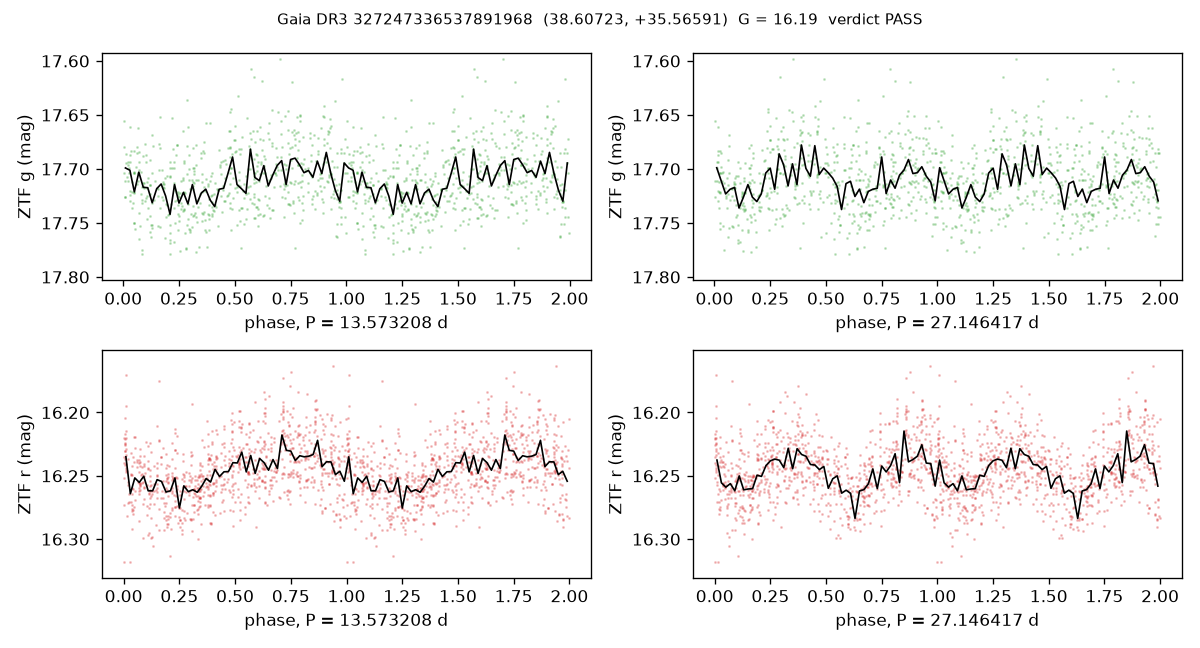 Gaia DR3 327247336537891968  (38.60723, +35.56591)  G = 16.19  verdict PASS
ZTF g (mag)
17.60
17.65
17.70
17.75
17.80
0.00 0.25 0.50 0.75 1.00 1.25 1.50 1.75 2.00
phase, P = 13.573208 d
ZTF g (mag)
17.60
17.65
17.70
17.75
17.80
0.00 0.25 0.50 0.75 1.00 1.25 1.50 1.75 2.00
phase, P = 27.146417 d
ZTF r (mag)
16.20
16.25
16.30
0.00 0.25 0.50 0.75 1.00 1.25 1.50 1.75 2.00
phase, P = 13.573208 d
ZTF r (mag)
16.20
16.25
16.30
0.00 0.25 0.50 0.75 1.00 1.25 1.50 1.75 2.00
phase, P = 27.146417 d